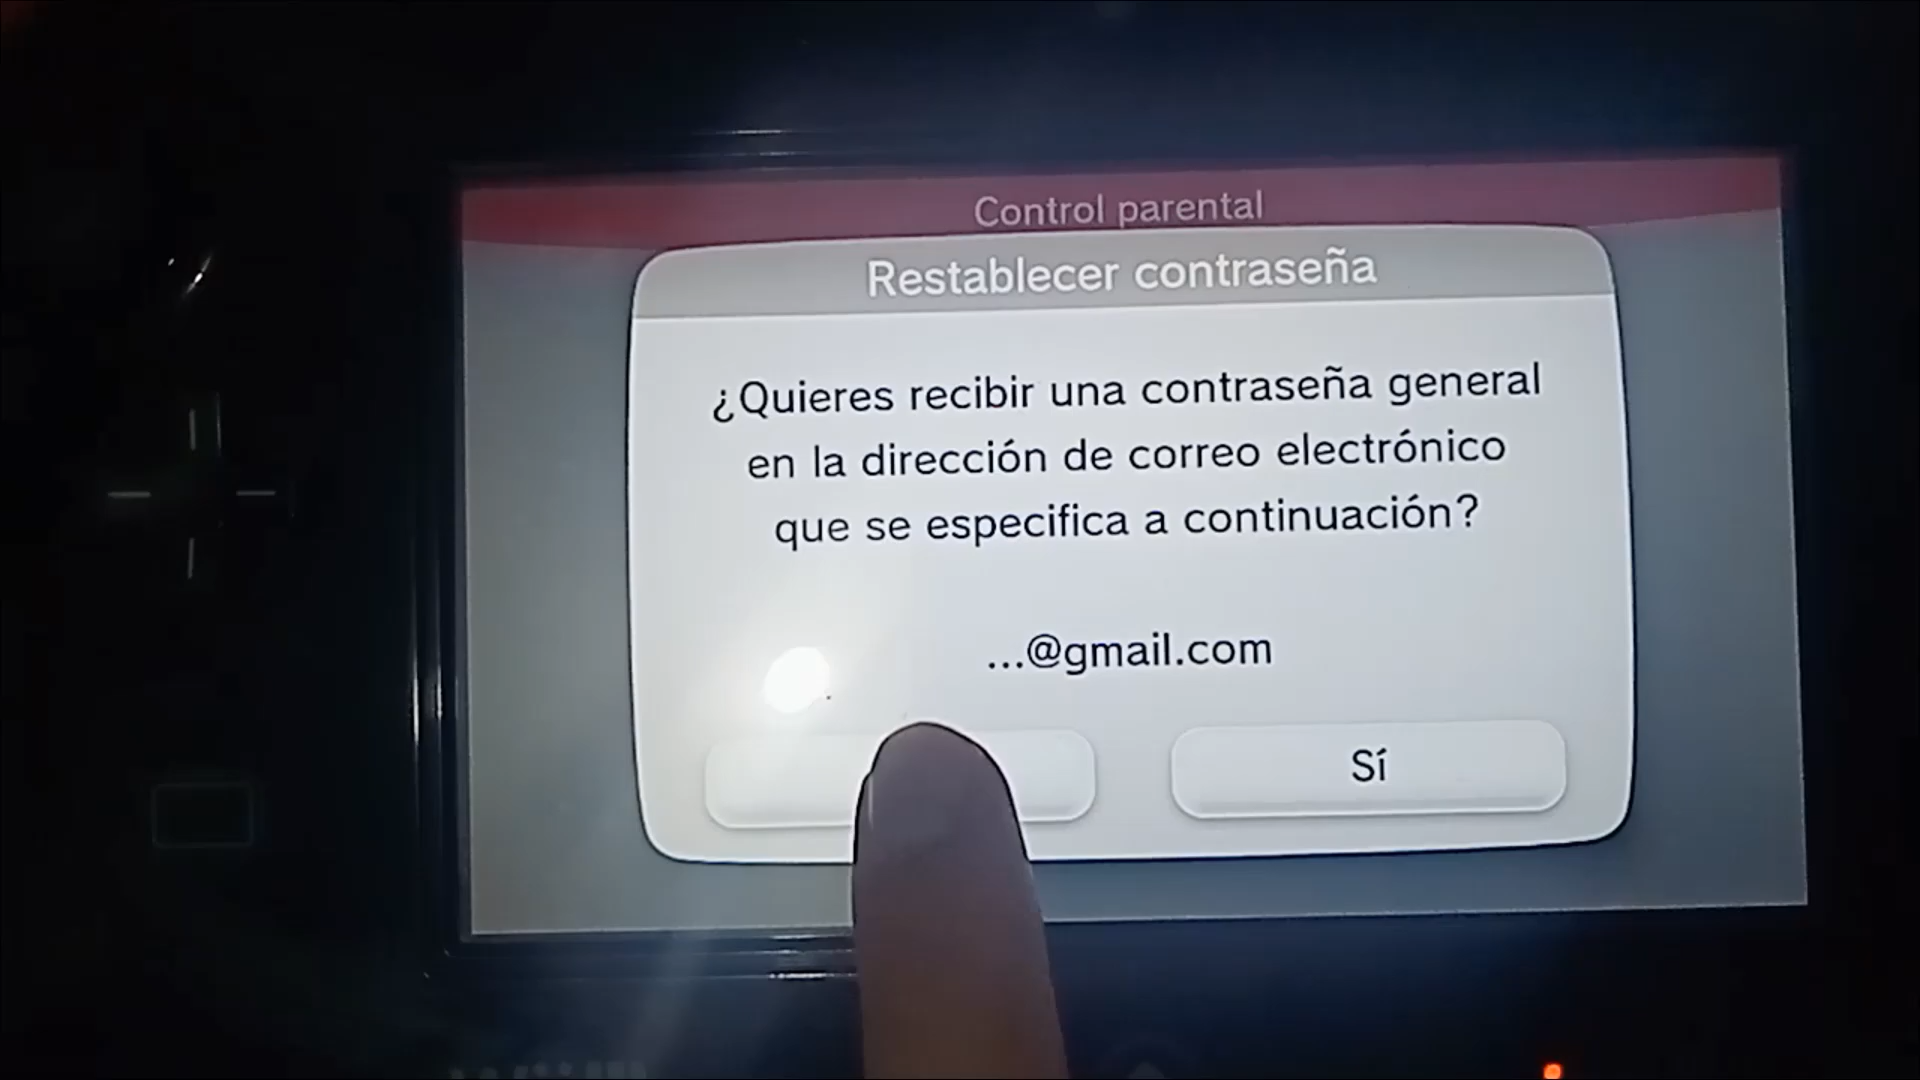 Control parental
Restablecer contraseña
¿Quieres recibir una contraseña general
en la dirección de correo electrónico
que se especifica a continuación?
...@gmail.com
Sí